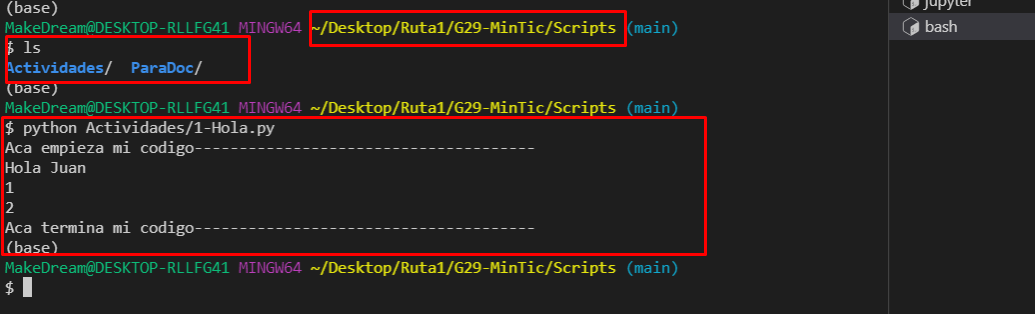 (base)
MakeDream@DESKTOP-RLLFG41 MINGW64 ~/Desktop/Ruta1/G29-MinTic/Scripts (main)
$ ls
Actividades/  ParaDoc/
(base)
MakeDream@DESKTOP-RLLFG41 MINGW64 ~/Desktop/Ruta1/G29-MinTic/Scripts (main)
$ python Actividades/1-Hola.py
Aca empieza mi codigo--------------------------------------
Hola Juan
1
2
Aca termina mi codigo--------------------------------------
(base)
MakeDream@DESKTOP-RLLFG41 MINGW64 ~/Desktop/Ruta1/G29-MinTic/Scripts (main)
$
jupyter
bash